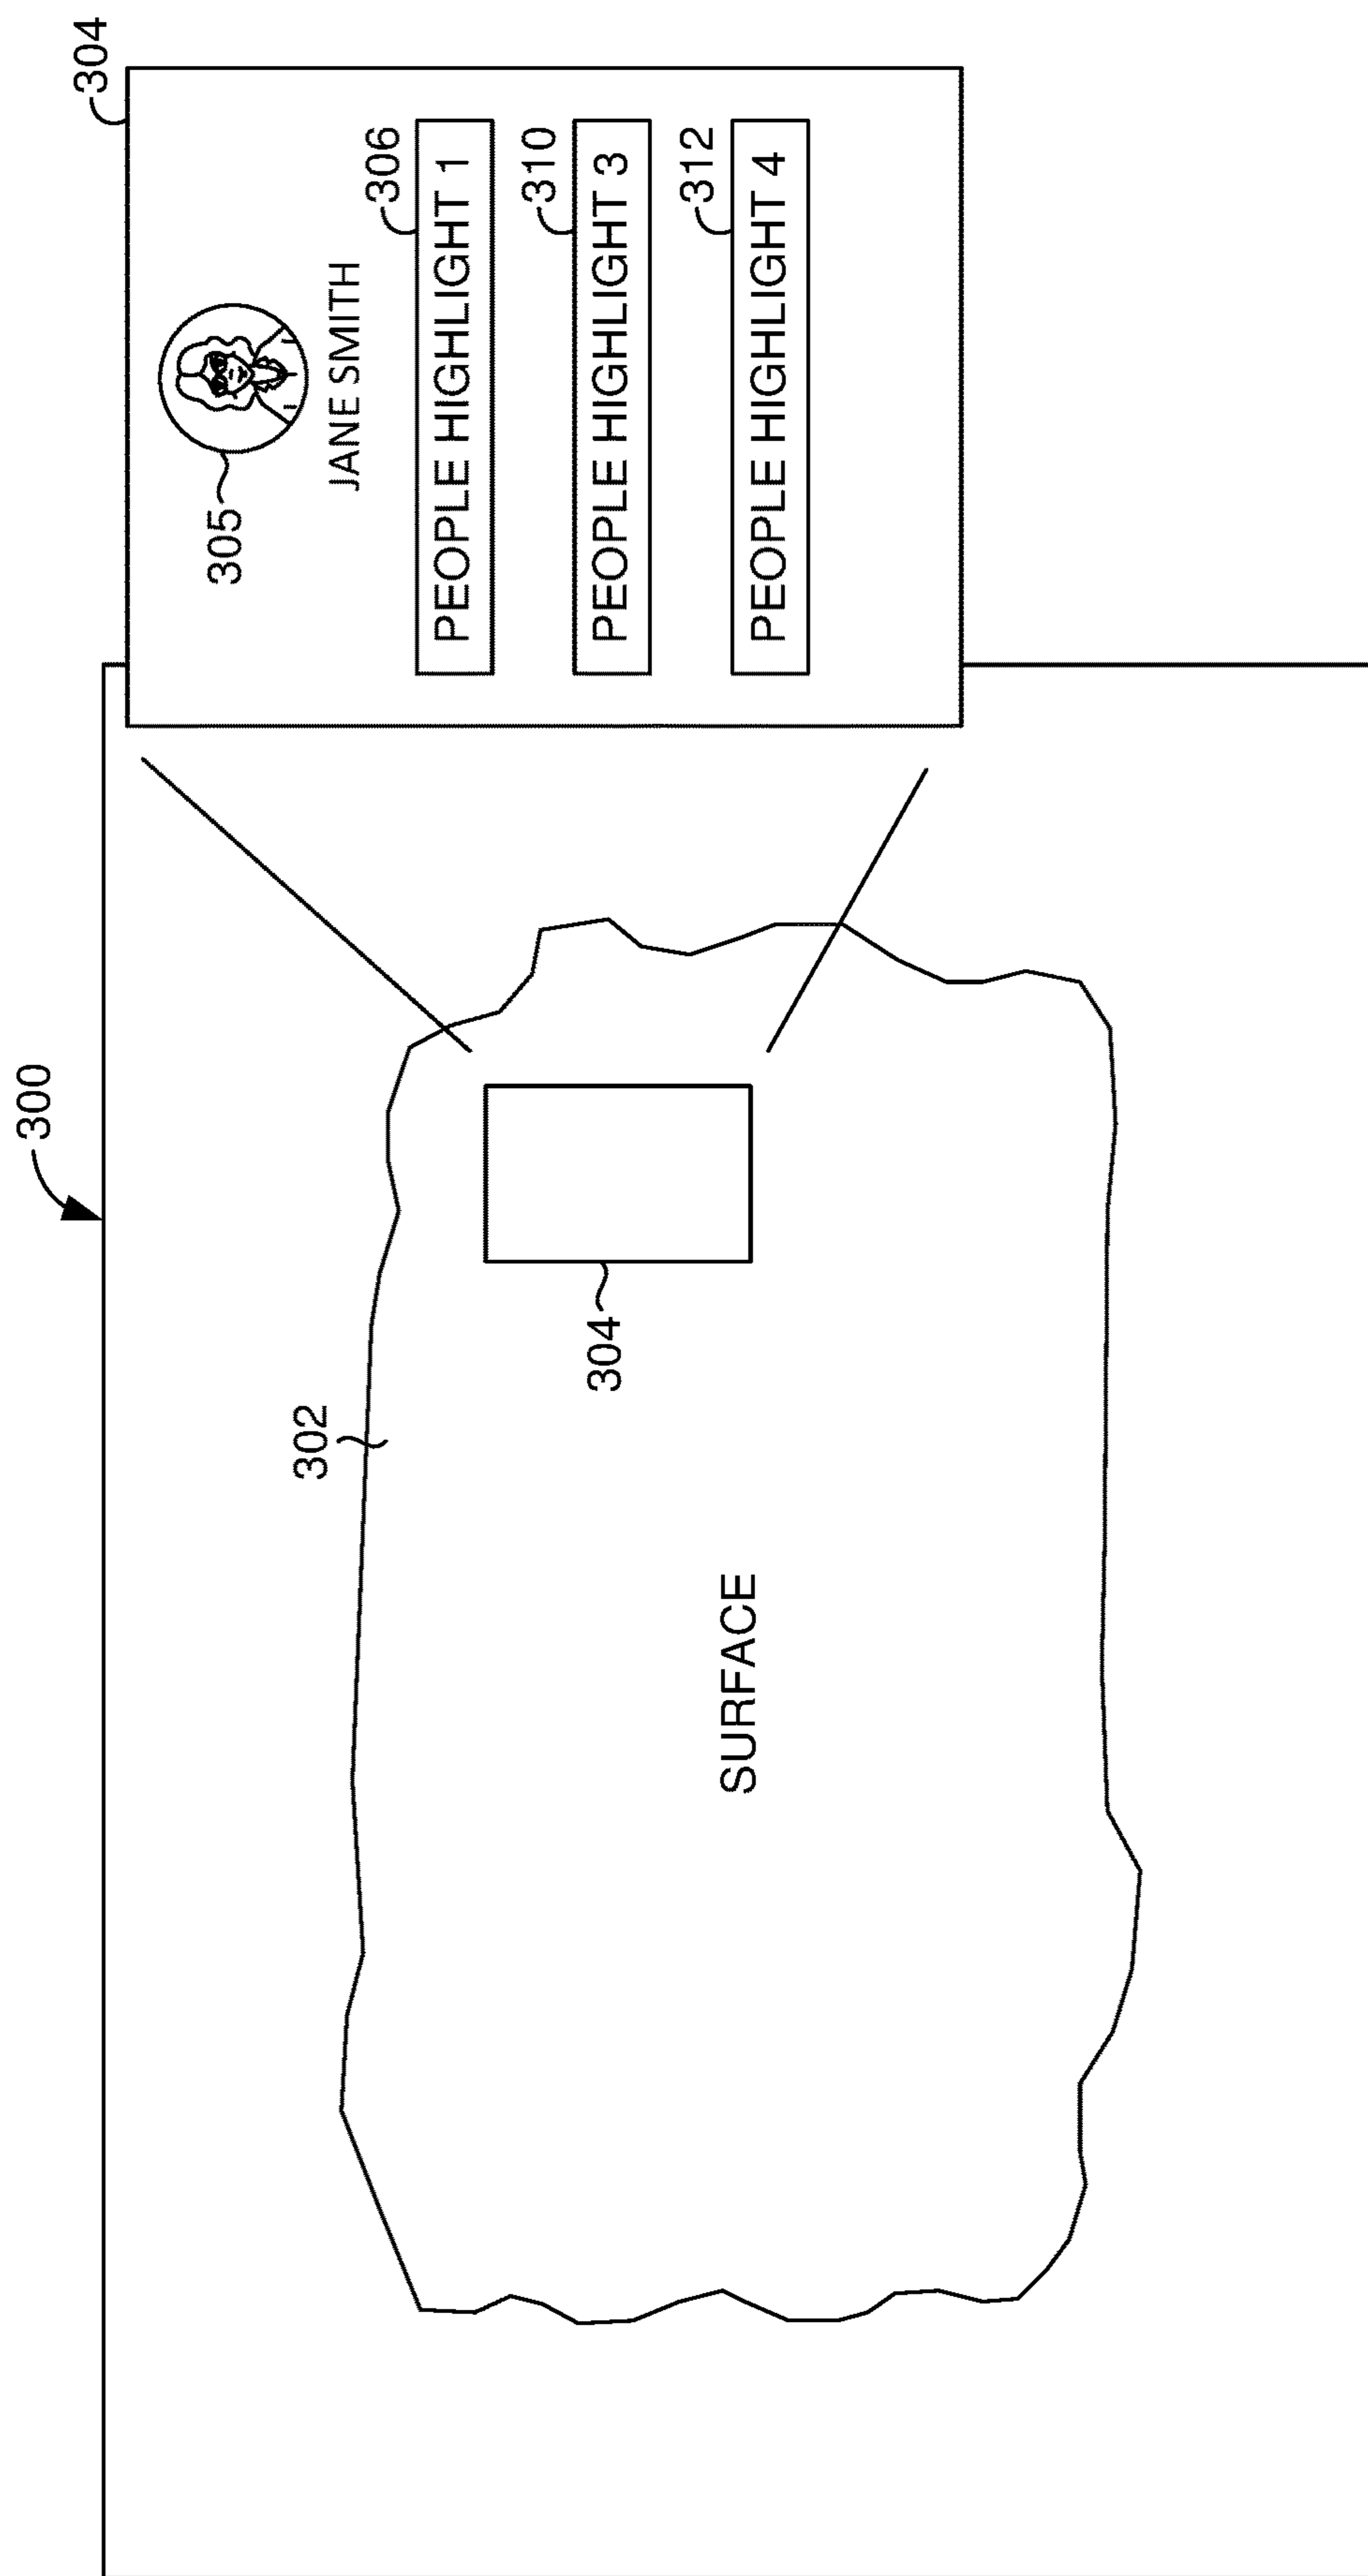 300
302
SURFACE
304
304
305
JANE SMITH
306
PEOPLE HIGHLIGHT 1
310
PEOPLE HIGHLIGHT 3
312
PEOPLE HIGHLIGHT 4